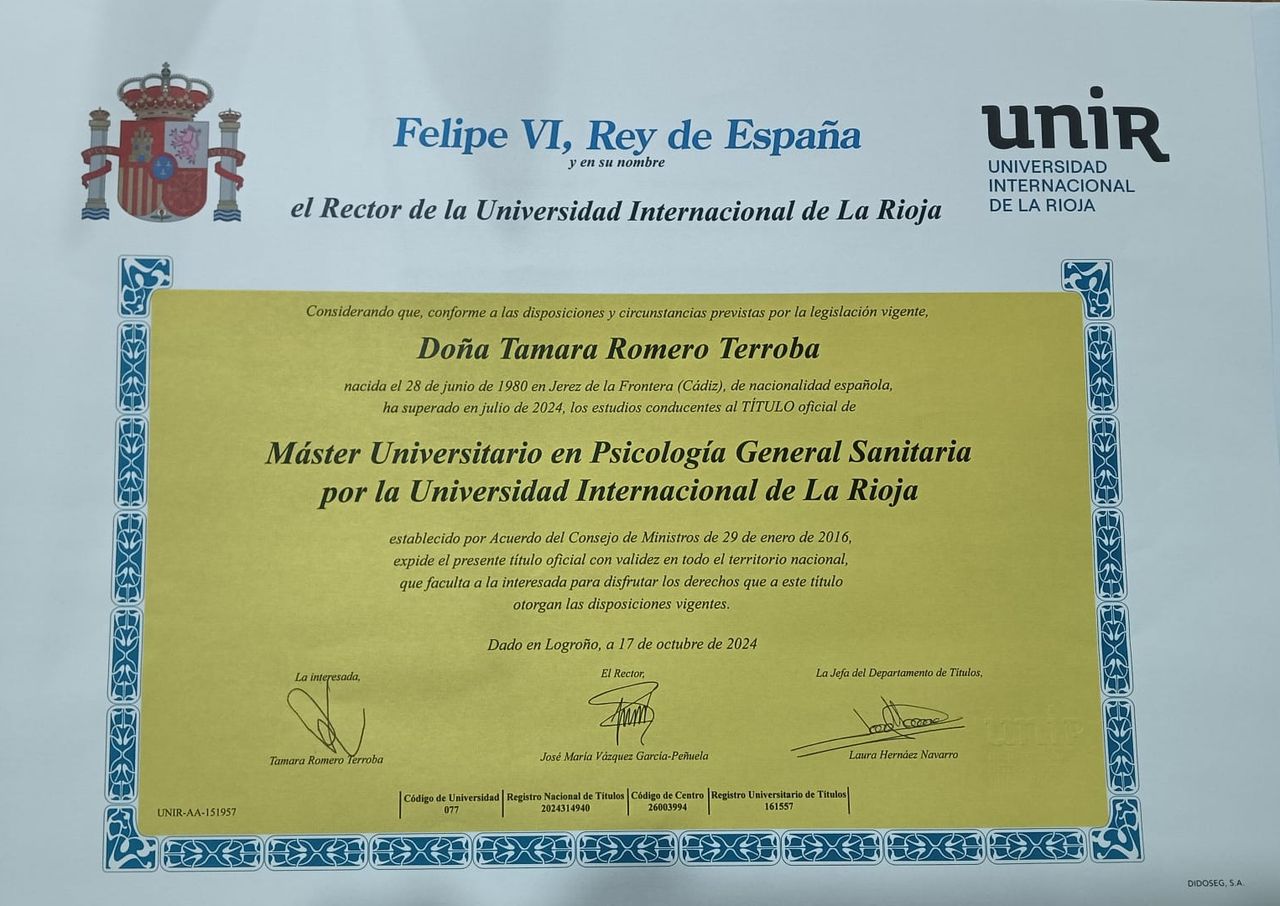 Felipe VI, Rey de España
y en su nombre
el Rector de la Universidad Internacional de La Rioja
unir
UNIVERSIDAD
INTERNACIONAL
DE LA RIOJA
Considerando que, conforme a las disposiciones y circunstancias previstas por la legislación vigente,
Doña Tamara Romero Terroba
nacida el 28 de junio de 1980 en Jerez de la Frontera (Cádiz), de nacionalidad española,
ha superado en julio de 2024, los estudios conducentes al TÍTULO oficial de
Máster Universitario en Psicología General Sanitaria
por la Universidad Internacional de La Rioja
establecido por Acuerdo del Consejo de Ministros de 29 de enero de 2016,
expide el presente título oficial con validez en todo el territorio nacional,
que faculta a la interesada para disfrutar los derechos que a este título
otorgan las disposiciones vigentes.
Dado en Logroño, a 17 de octubre de 2024
La interesada,
Tamara Romero Terroba
El Rector,
José María Vázquez García-Peñuela
La Jefa del Departamento de Títulos,
Laura Hernáez Navarro
UNIR-AA-151957
Código de Universidad
077
Registro Nacional de Títulos
2024314940
Código de Centro
26003994
Registro Universitario de Títulos
161557
DIDOSEG, S.A.